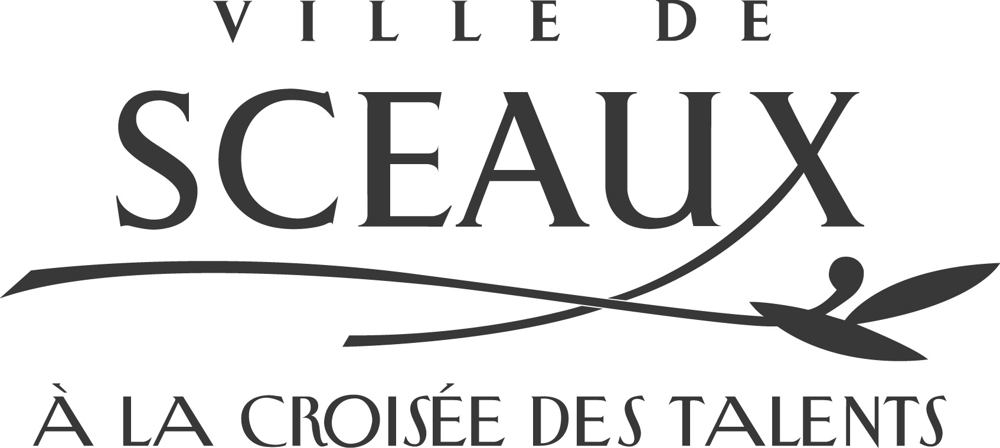 VILLE DE
SCEAUX
À LA CROISÉE DES TALENTS